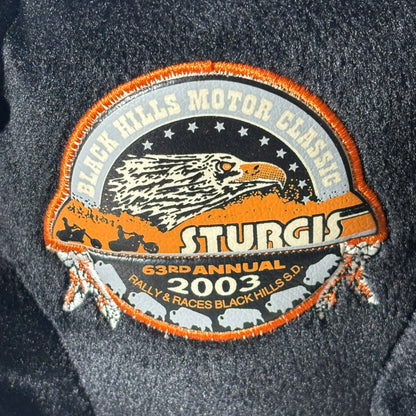 BLACK HILLS MOTOR CLASSIC
STURGIS
63RD ANNUAL
2003
RALLY & RACES BLACK HILLS S.D.